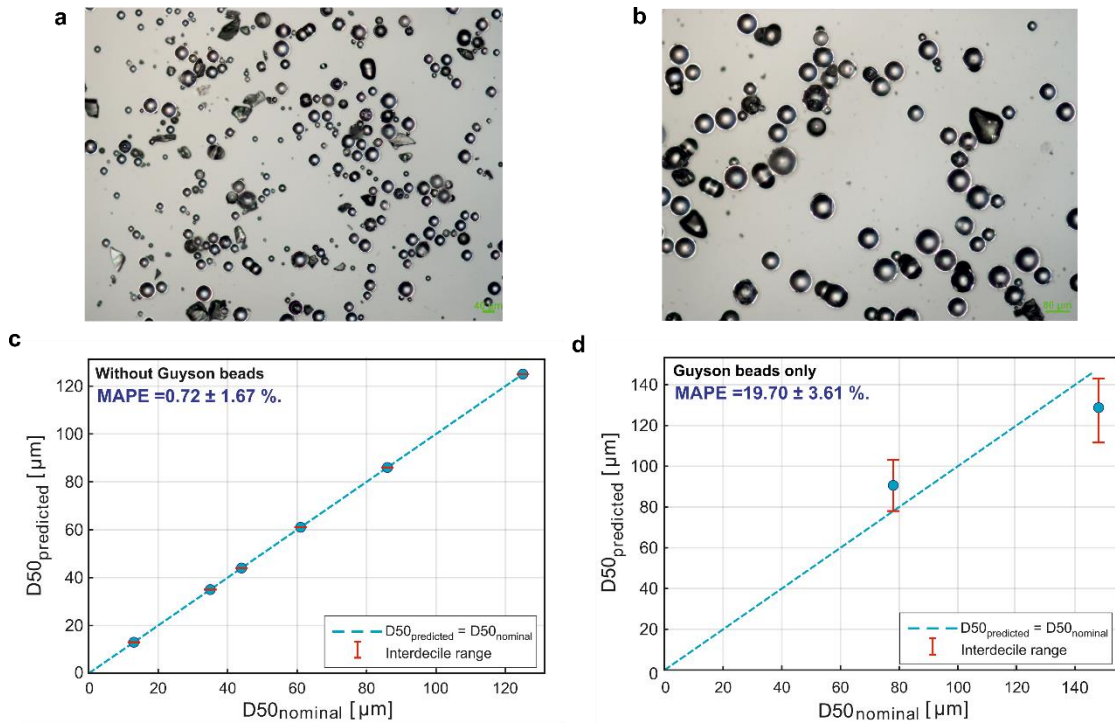 a
b
40 µm
c
Without Guyson beads
MAPE =0.72 ± 1.67 %.
D50predicted [ µm]
120
100
80
60
40
20
0
0 20 40 60 80 100 120
D50nominal [ µm]
D50predicted = D50nominal
Interdecile range
d
Guyson beads only
MAPE =19.70 ± 3.61 %.
D50predicted [ µm]
140
120
100
80
60
40
20
0
0 20 40 60 80 100 120 140
D50nominal [ µm]
D50predicted = D50nominal
Interdecile range